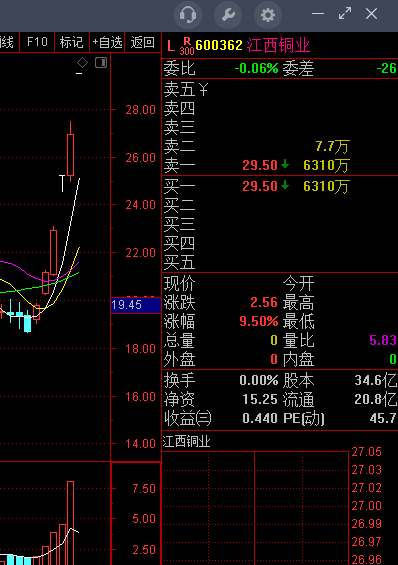 线 F10 标记 +自选 返回
L R 300 600362 江西铜业
委比 -0.06% 委差 -26
卖五 ¥
卖四
卖三
卖二 7.7万
卖一 29.50 ↓ 6310万
买一 29.50 ↓ 6310万
买二
买三
买四
买五
现价 今开
涨跌 2.56 最高
涨幅 9.50% 最低
总量 0 量比 5.83
外盘 0 内盘 0
换手 0.00% 股本 34.6亿
净资 15.25 流通 20.8亿
收益㈢ 0.440 PE(动) 45.7
江西铜业
28.00
26.00
24.00
22.00
19.45
18.00
16.00
14.00
7.50
5.00
2.50
27.05
27.03
27.02
27.00
26.99
26.97
26.96